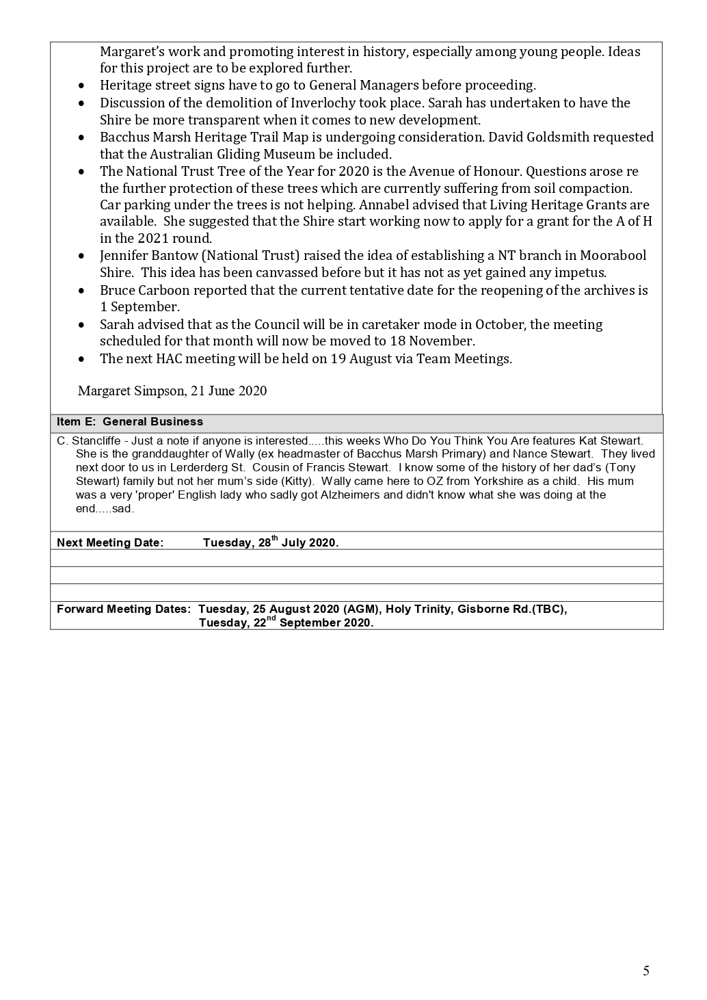 Margaret’s work and promoting interest in history, especially among young people. Ideas
for this project are to be explored further.
• Heritage street signs have to go to General Managers before proceeding.
• Discussion of the demolition of Inverlochy took place. Sarah has undertaken to have the
Shire be more transparent when it comes to new development.
• Bacchus Marsh Heritage Trail Map is undergoing consideration. David Goldsmith requested
that the Australian Gliding Museum be included.
• The National Trust Tree of the Year for 2020 is the Avenue of Honour. Questions arose re
the further protection of these trees which are currently suffering from soil compaction.
Car parking under the trees is not helping. Annabel advised that Living Heritage Grants are
available.  She suggested that the Shire start working now to apply for a grant for the A of H
in the 2021 round.
• Jennifer Bantow (National Trust) raised the idea of establishing a NT branch in Moorabool
Shire.  This idea has been canvassed before but it has not as yet gained any impetus.
• Bruce Carboon reported that the current tentative date for the reopening of the archives is
1 September.
• Sarah advised that as the Council will be in caretaker mode in October, the meeting
scheduled for that month will now be moved to 18 November.
• The next HAC meeting will be held on 19 August via Team Meetings.
Margaret Simpson, 21 June 2020
Item E:  General Business
C. Stancliffe - Just a note if anyone is interested.....this weeks Who Do You Think You Are features Kat Stewart.
She is the granddaughter of Wally (ex headmaster of Bacchus Marsh Primary) and Nance Stewart.  They lived
next door to us in Lerderderg St.  Cousin of Francis Stewart.  I know some of the history of her dad’s (Tony
Stewart) family but not her mum’s side (Kitty).  Wally came here to OZ from Yorkshire as a child.  His mum
was a very 'proper' English lady who sadly got Alzheimers and didn't know what she was doing at the
end.....sad.
Next Meeting Date:  Tuesday, 28th July 2020.
Forward Meeting Dates:  Tuesday, 25 August 2020 (AGM), Holy Trinity, Gisborne Rd.(TBC),
Tuesday, 22nd September 2020.
5